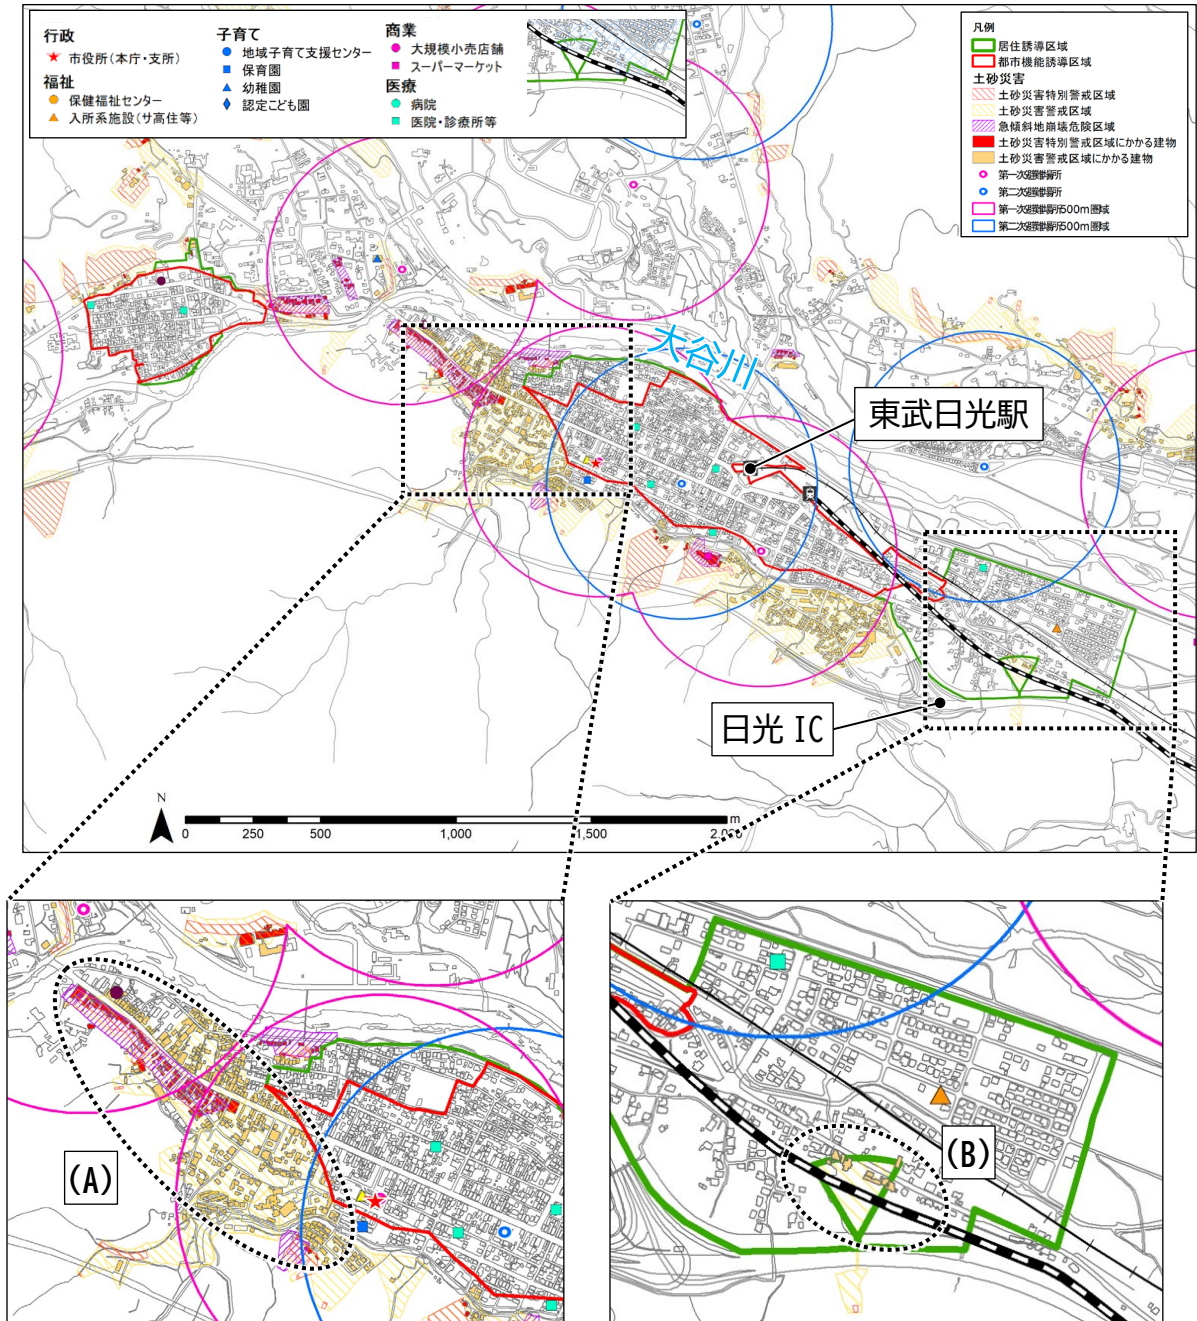 行政
市役所(本庁・支所)
福祉
保健福祉センター
入所系施設(サ高住等)
子育て
地域子育て支援センター
保育園
幼稚園
認定こども園
商業
大規模小売店舗
スーパーマーケット
医療
病院
医院・診療所等
凡例
居住誘導区域
都市機能誘導区域
土砂災害
土砂災害特別警戒区域
土砂災害警戒区域
急傾斜地崩壊危険区域
土砂災害特別警戒区域にかかる建物
土砂災害警戒区域にかかる建物
第一次避難場所
第二次避難場所
第一次避難場所500m圏域
第二次避難場所500m圏域
大谷川
東武日光駅
日光 IC
N
0 250 500 1,000 1,500 2,000 m
(A)
(B)